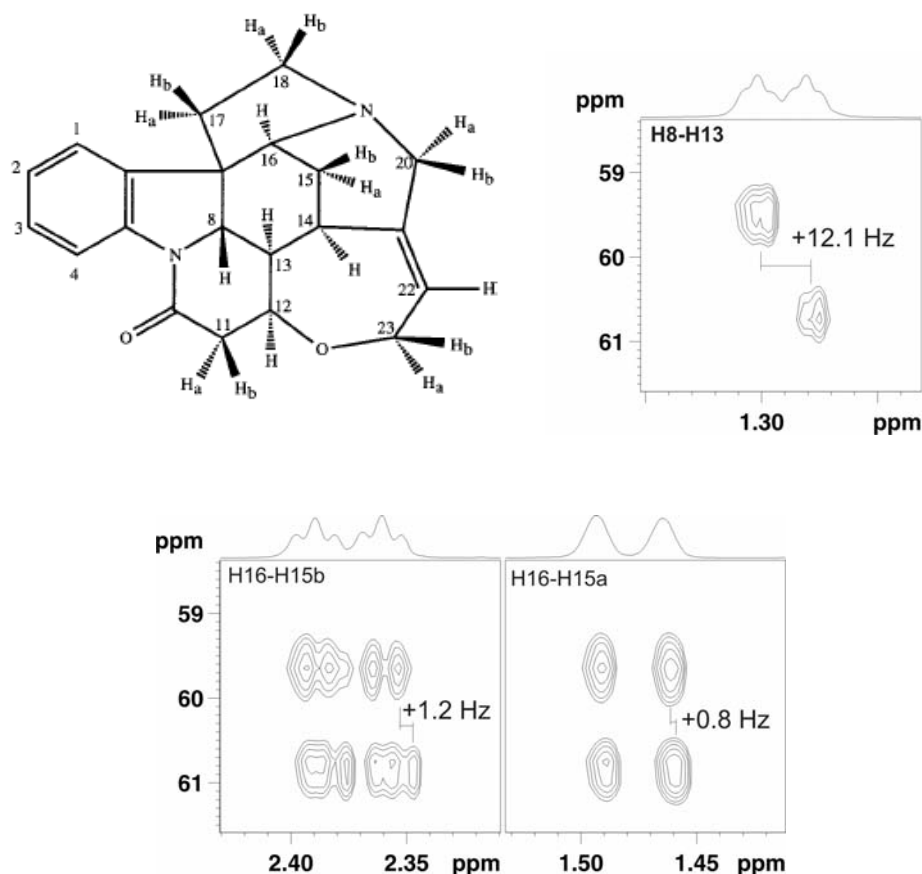 Ha
Hb
18
Hb
Ha
17
N
H
16
Ha
Hb
20
1
2
3
4
15
Hb
Ha
14
8
H
13
H
N
H
22
H
12
O
11
H
O
23
Hb
Ha
Ha
Hb
ppm
H8-H13
59
60
+12.1 Hz
61
1.30
ppm
ppm
H16-H15b
H16-H15a
59
60
+1.2 Hz
+0.8 Hz
61
2.40
2.35
ppm
1.50
1.45
ppm